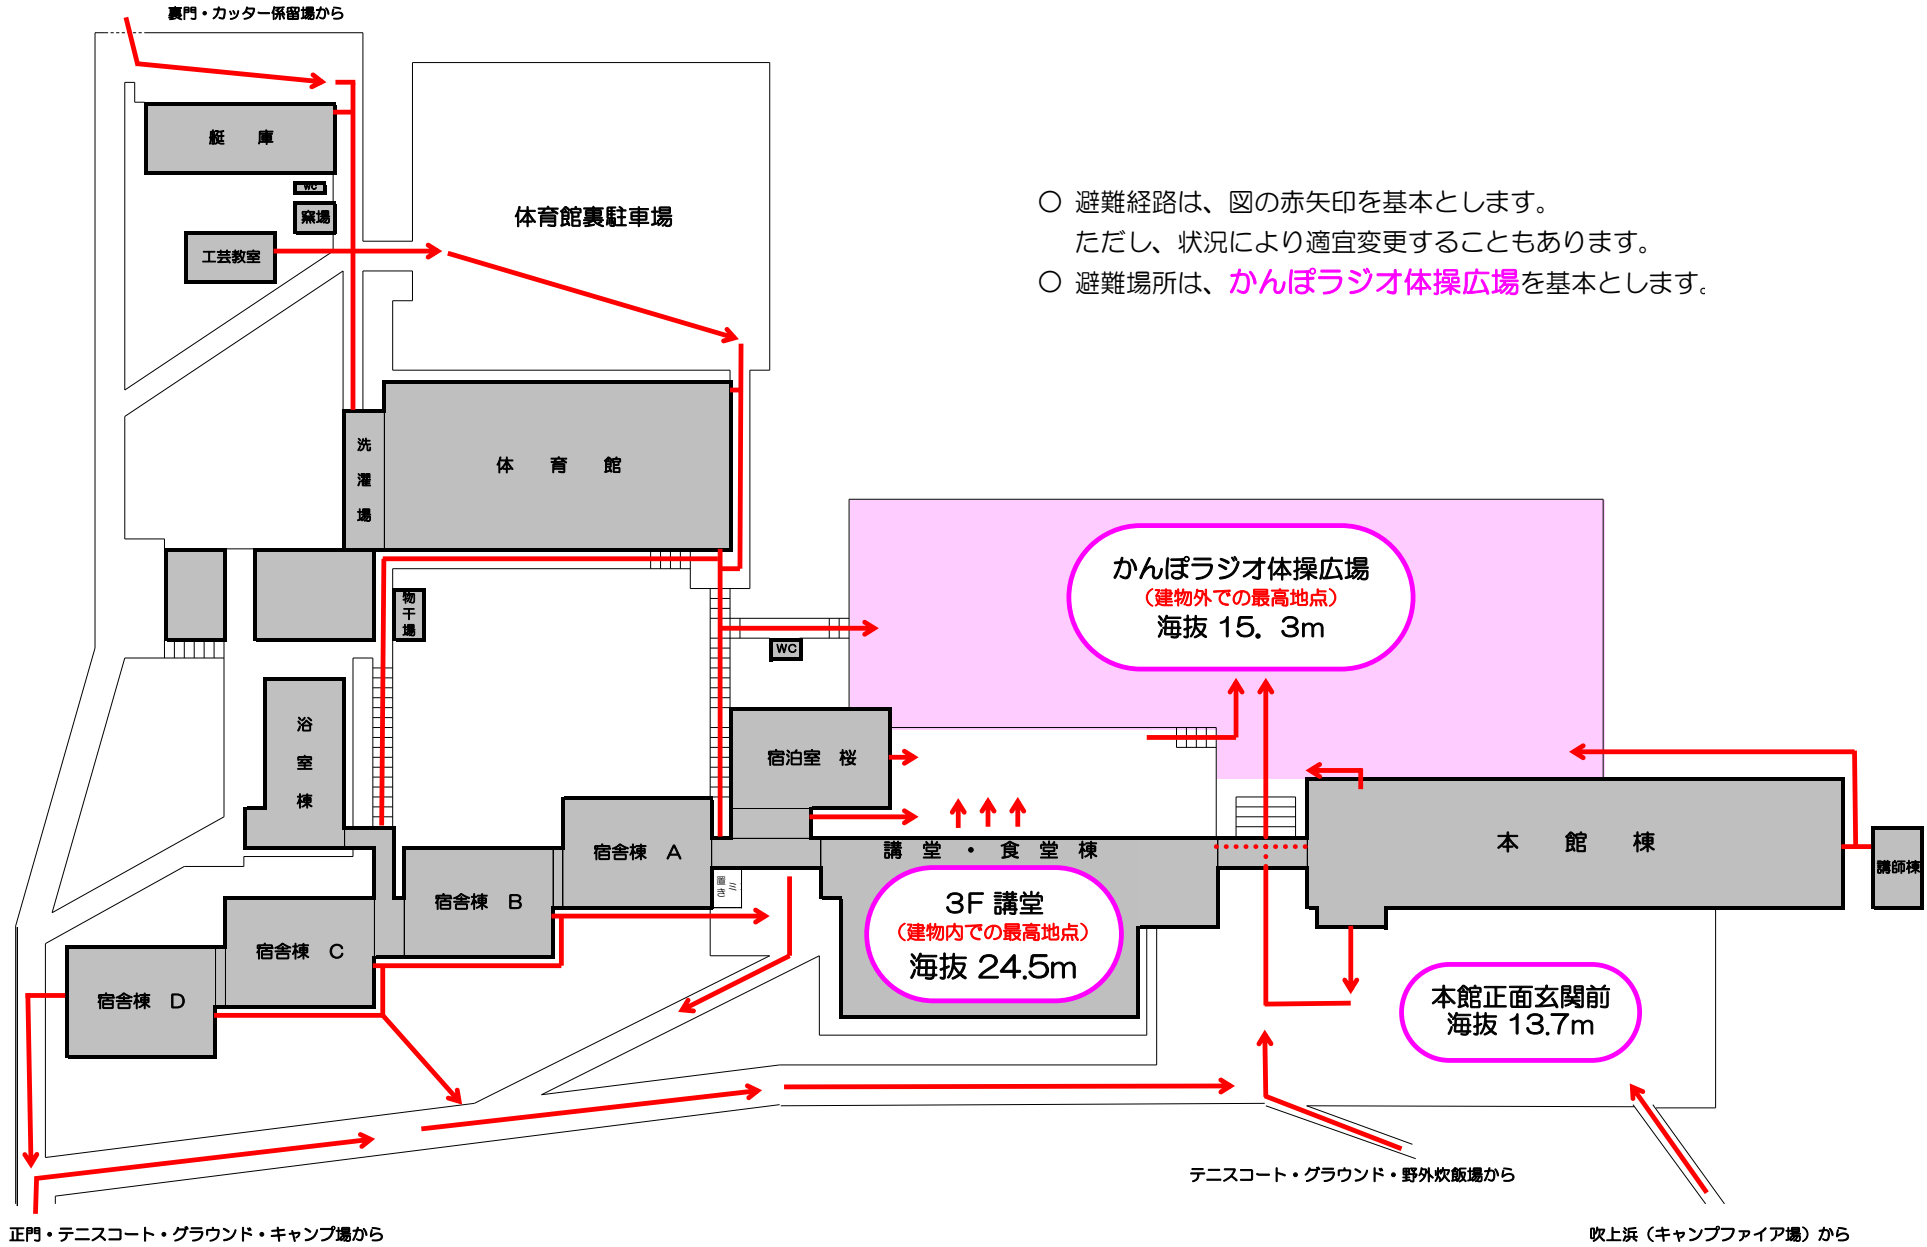 裏門・カッター係留場から
艇 庫
WC
窯場
工芸教室
体育館裏駐車場
○ 避難経路は、図の赤矢印を基本とします。
ただし、状況により適宜変更することもあります。
○ 避難場所は、かんぽラジオ体操広場を基本とします。
洗濯場
体 育 館
物干場
かんぽラジオ体操広場
（建物外での最高地点）
海抜 15．3m
WC
浴室棟
宿泊室 桜
宿舎棟 A
講 堂 ・ 食 堂 棟
本 館 棟
講師棟
ミ
置き
宿舎棟 B
3F 講堂
（建物内での最高地点）
海抜 24.5m
宿舎棟 C
宿舎棟 D
本館正面玄関前
海抜 13.7m
テニスコート・グラウンド・野外炊飯場から
正門・テニスコート・グラウンド・キャンプ場から
吹上浜（キャンプファイア場）から